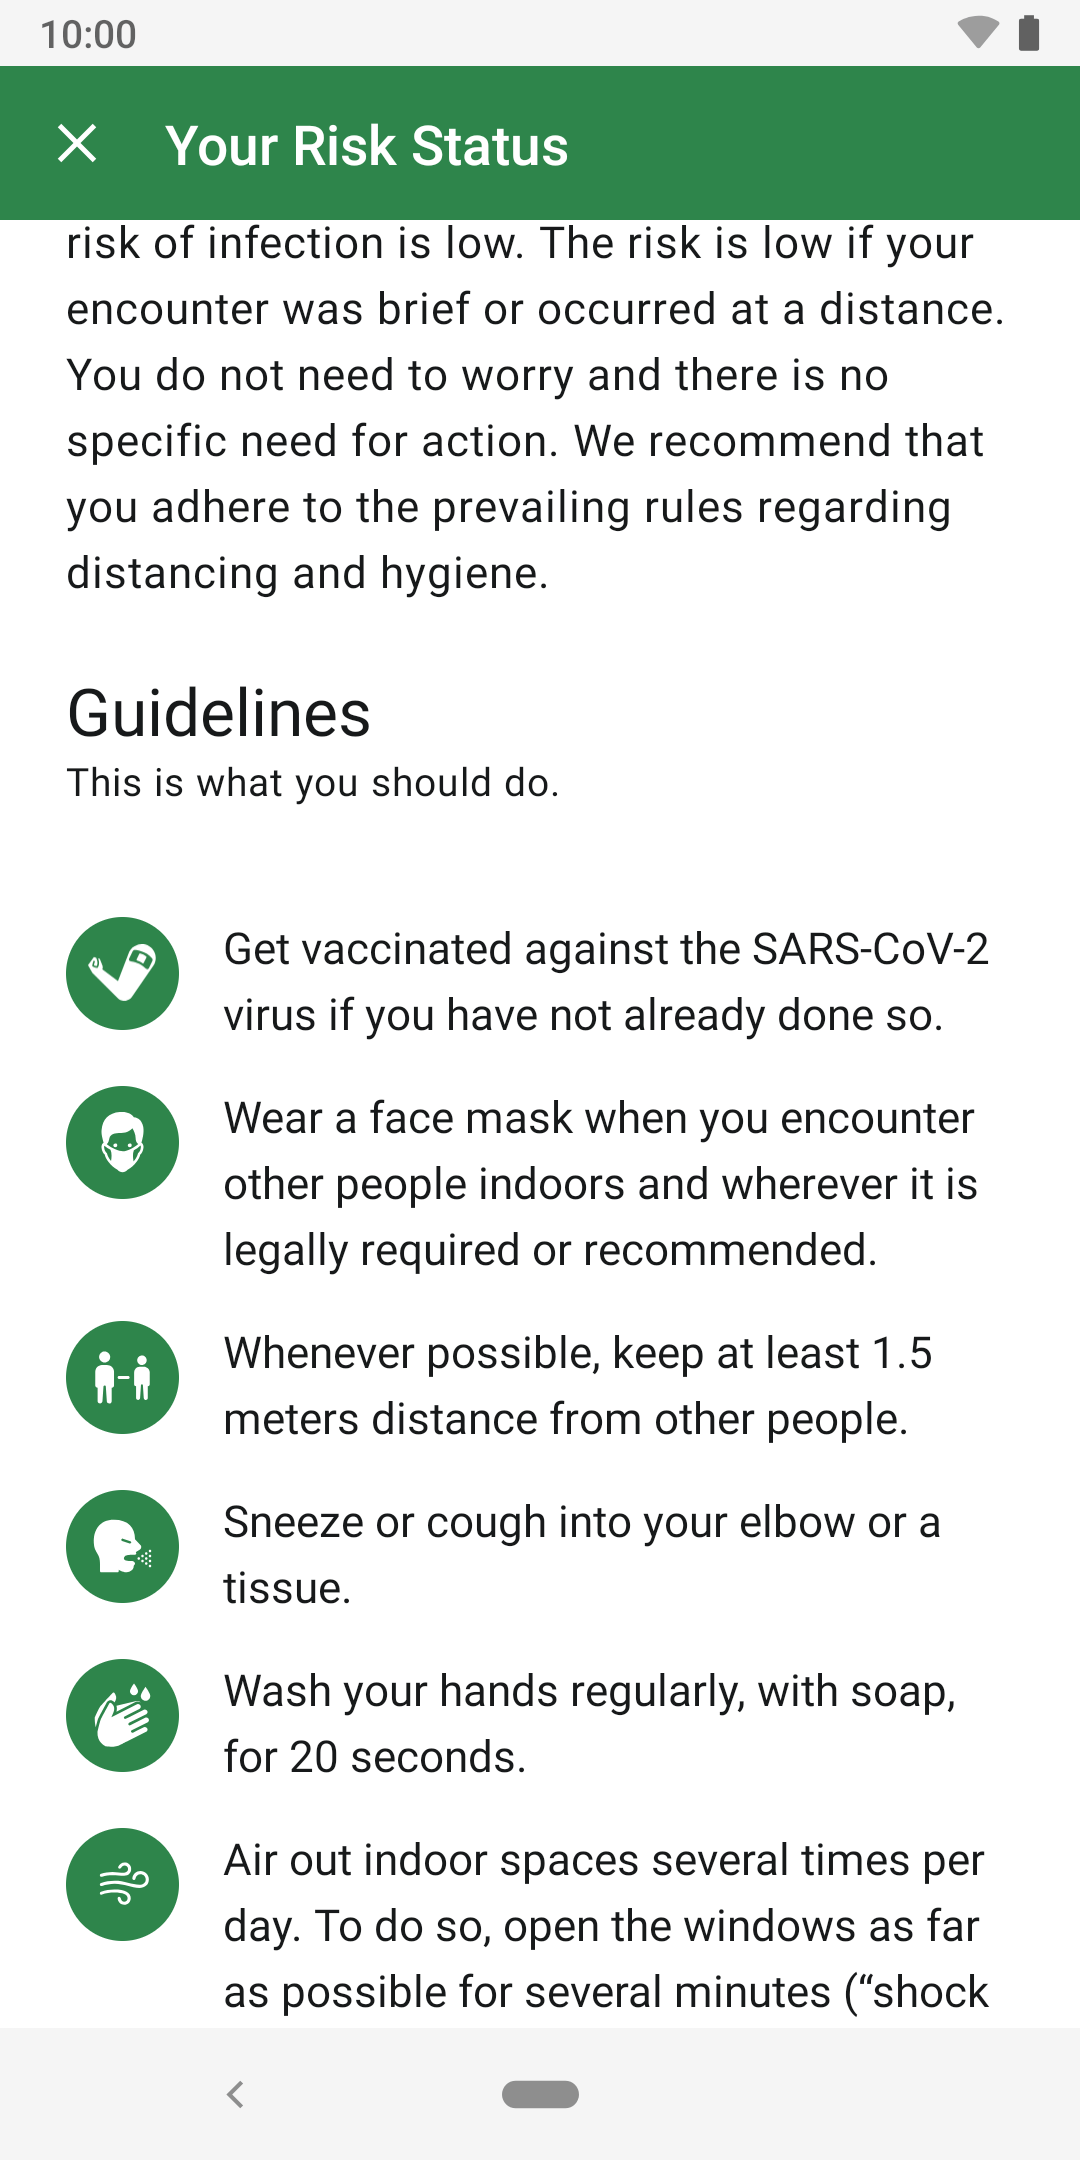 10:00
Your Risk Status
risk of infection is low. The risk is low if your
encounter was brief or occurred at a distance.
You do not need to worry and there is no
specific need for action. We recommend that
you adhere to the prevailing rules regarding
distancing and hygiene.
Guidelines
This is what you should do.
Get vaccinated against the SARS-CoV-2
virus if you have not already done so.
Wear a face mask when you encounter
other people indoors and wherever it is
legally required or recommended.
Whenever possible, keep at least 1.5
meters distance from other people.
Sneeze or cough into your elbow or a
tissue.
Wash your hands regularly, with soap,
for 20 seconds.
Air out indoor spaces several times per
day. To do so, open the windows as far
as possible for several minutes (“shock